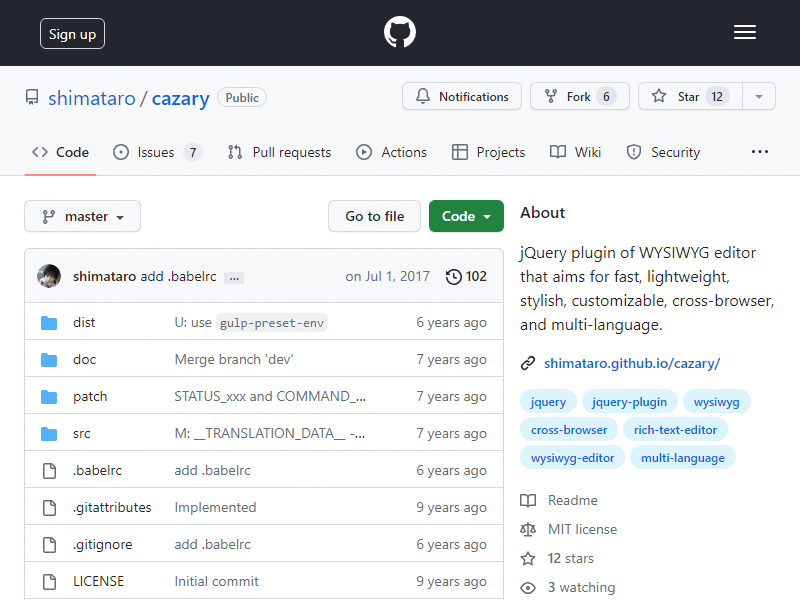 Sign up
shimataro / cazary Public
Notifications Fork 6 Star 12
Code Issues 7 Pull requests Actions Projects Wiki Security ...
master Go to file Code
shimataro add .babelrc ... on Jul 1, 2017 102
dist U: use gulp-preset-env 6 years ago
doc Merge branch 'dev' 7 years ago
patch STATUS_xxx and COMMAND_... 7 years ago
src M: __TRANSLATION_DATA__ -... 7 years ago
.babelrc add .babelrc 6 years ago
.gitattributes Implemented 9 years ago
.gitignore add .babelrc 6 years ago
LICENSE Initial commit 9 years ago
About
jQuery plugin of WYSIWYG editor
that aims for fast, lightweight,
stylish, customizable, cross-browser,
and multi-language.
shimataro.github.io/cazary/
jquery jquery-plugin wysiwyg
cross-browser rich-text-editor
wysiwyg-editor multi-language
Readme
MIT license
12 stars
3 watching